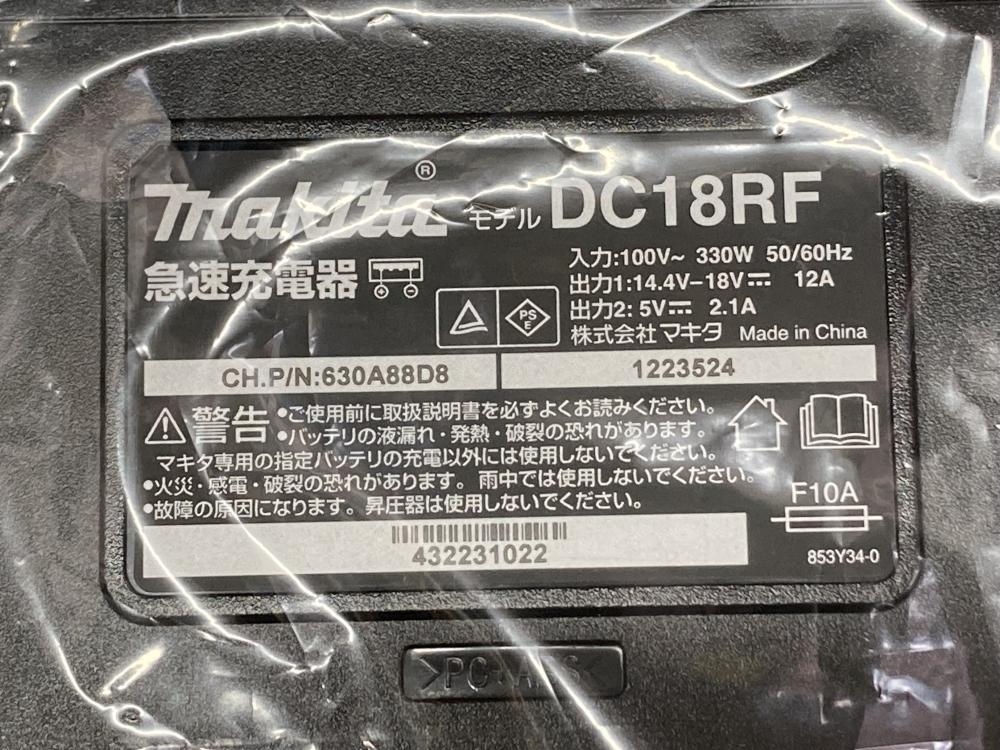 makita® モデル DC18RF
急速充電器
入力:100V~ 330W 50/60Hz
出力1:14.4V-18V⎓ 12A
出力2: 5V⎓ 2.1A
PS
E
株式会社マキタ Made in China
CH.P/N:630A88D8
1223524
警告 •ご使用前に取扱説明書を必ずよくお読みください。
•バッテリの液漏れ・発熱・破裂の恐れがあります。
マキタ専用の指定バッテリの充電以外には使用しないでください。
•火災・感電・破裂の恐れがあります。雨中では使用しないでください。
•故障の原因になります。昇圧器は使用しないでください。
F10A
432231022
853Y34-0
>PC+ABS<